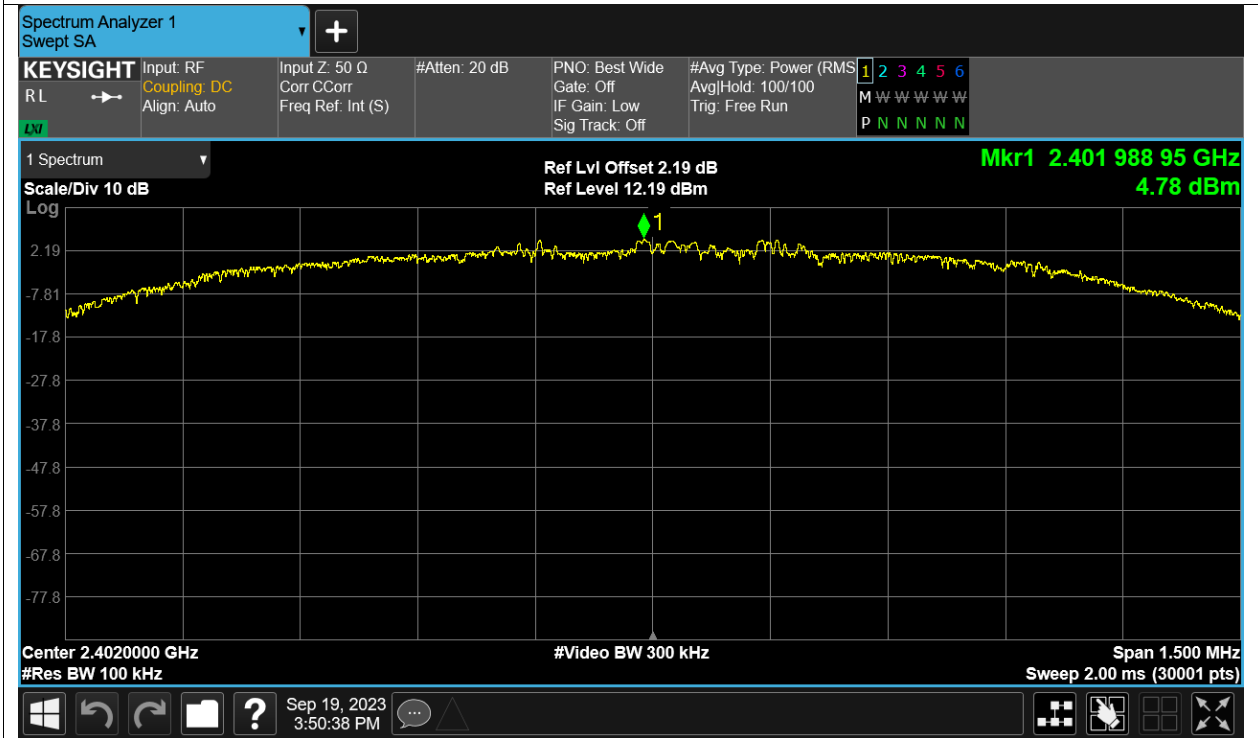 Spectrum Analyzer 1
Swept SA
KEYSIGHT
R L
LXI
Input: RF
Coupling: DC
Align: Auto
Input Z: 50 Ω
Corr CCorr
Freq Ref: Int (S)
#Atten: 20 dB
PNO: Best Wide
Gate: Off
IF Gain: Low
Sig Track: Off
#Avg Type: Power (RMS
Avg|Hold: 100/100
Trig: Free Run
1 2 3 4 5 6
M W W W W W
P N N N N N
1 Spectrum
Scale/Div 10 dB
Log
Ref Lvl Offset 2.19 dB
Ref Level 12.19 dBm
Mkr1 2.401 988 95 GHz
4.78 dBm
1
2.19
-7.81
-17.8
-27.8
-37.8
-47.8
-57.8
-67.8
-77.8
Center 2.4020000 GHz
#Video BW 300 kHz
Span 1.500 MHz
#Res BW 100 kHz
Sweep 2.00 ms (30001 pts)
?
Sep 19, 2023
3:50:38 PM